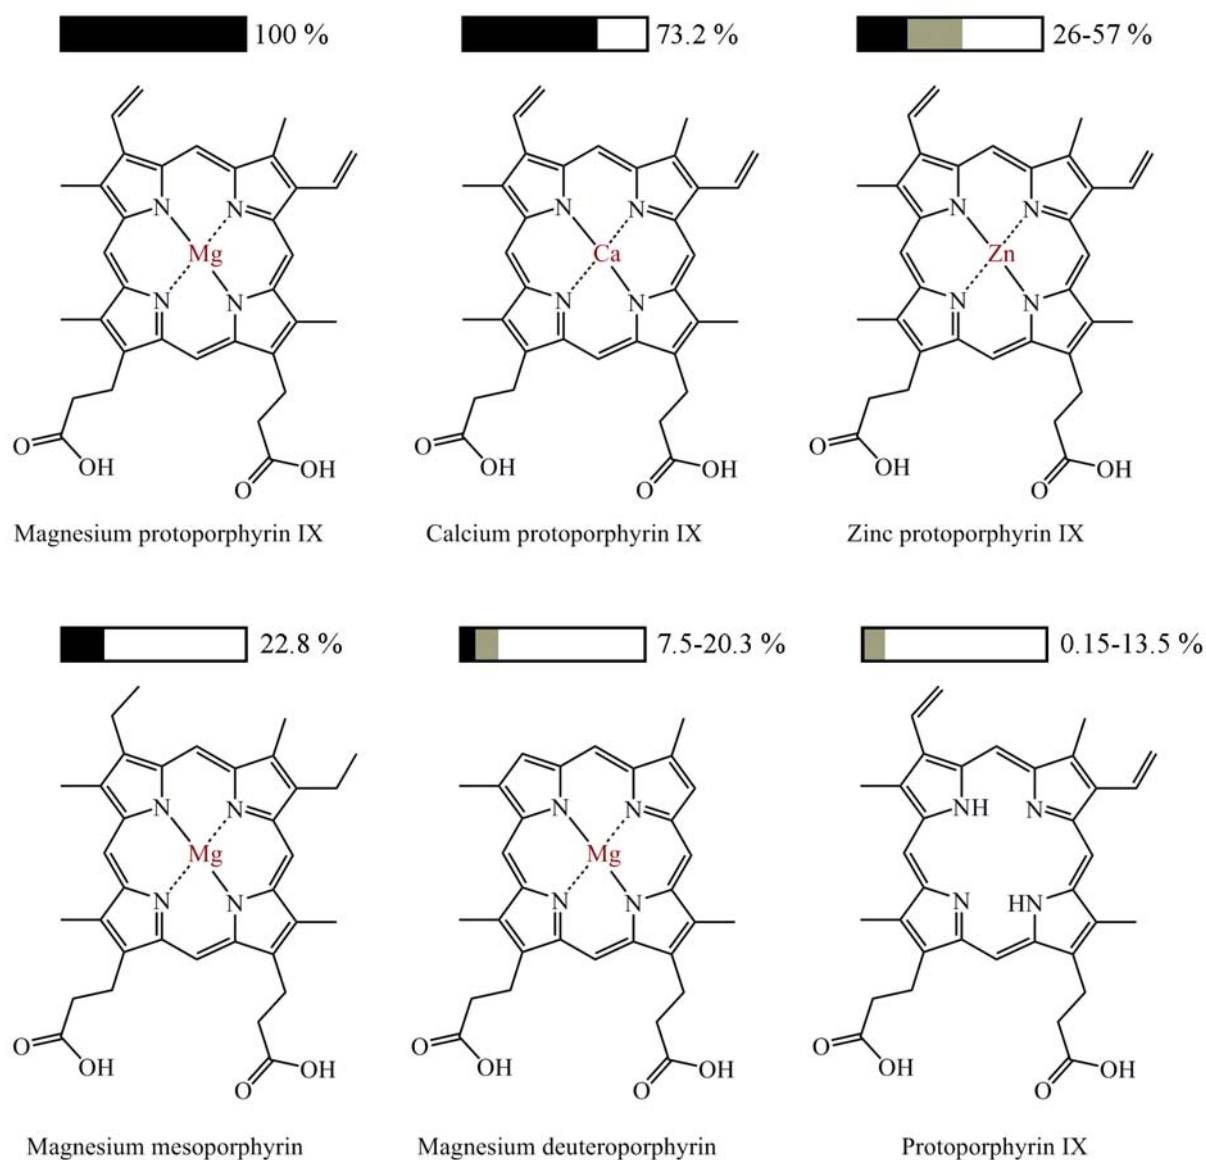 100 %
73.2 %
26-57 %
N
N
Mg
N
N
O
OH
OH
O
N
N
Ca
N
N
O
OH
OH
O
N
N
Zn
N
N
O
OH
OH
O
Magnesium protoporphyrin IX
Calcium protoporphyrin IX
Zinc protoporphyrin IX
22.8 %
7.5-20.3 %
0.15-13.5 %
N
N
Mg
N
N
O
OH
OH
O
N
N
Mg
N
N
O
OH
OH
O
NH
N
N
HN
O
OH
OH
O
Magnesium mesoporphyrin
Magnesium deuteroporphyrin
Protoporphyrin IX